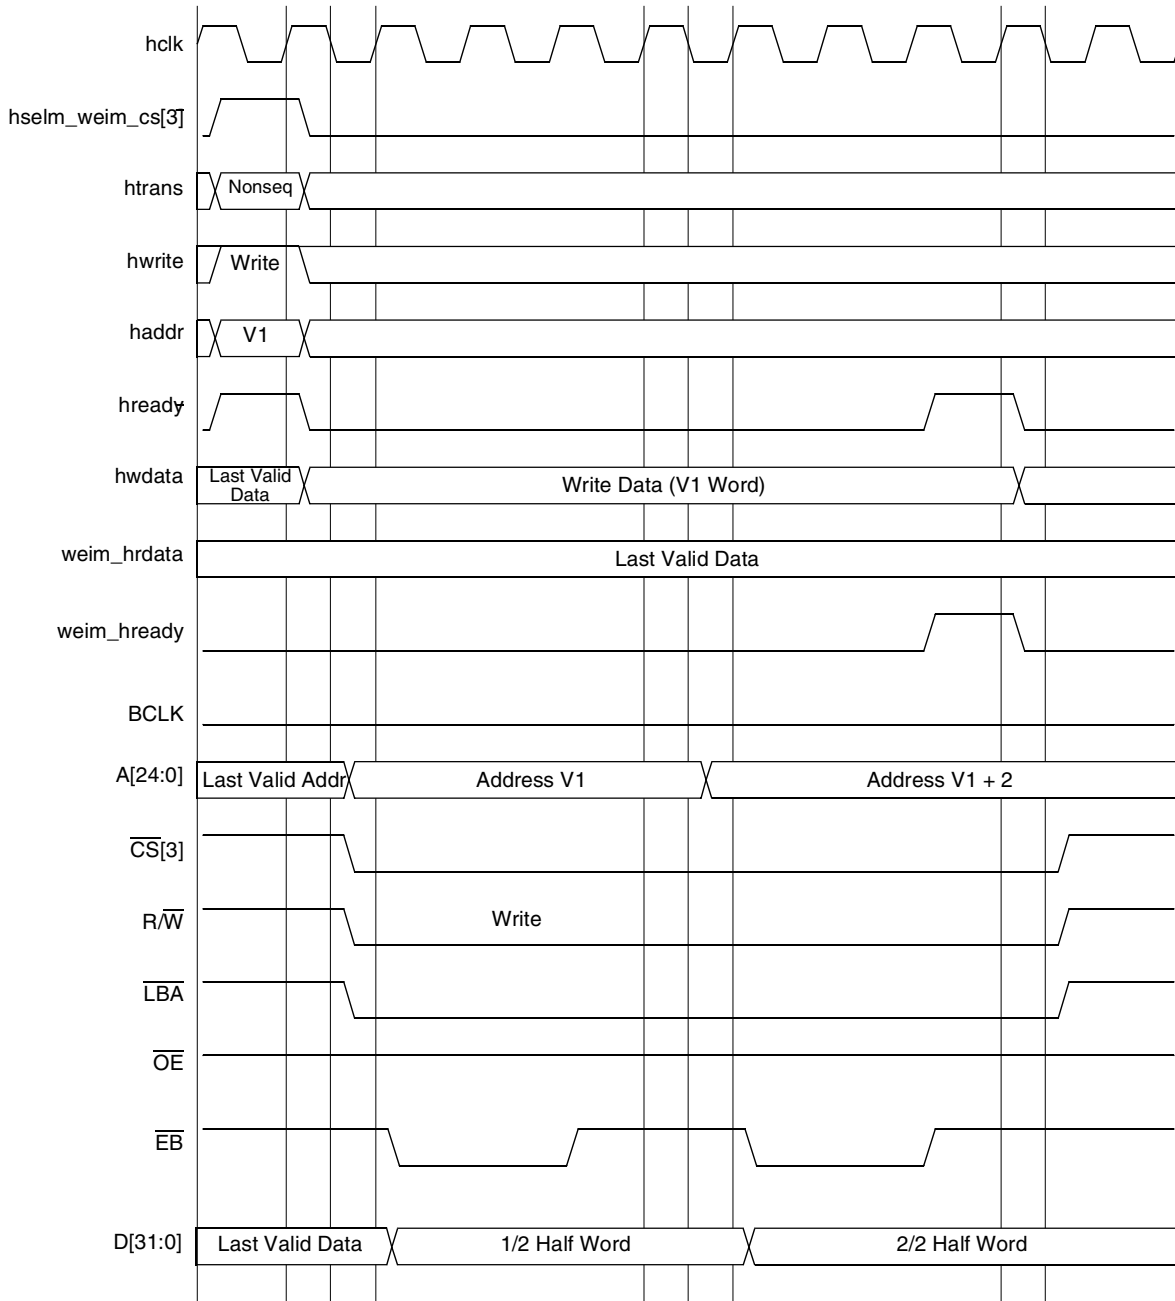 hclk
hselm_weim_cs[3]
htrans
Nonseq
hwrite
Write
haddr
V1
hready
hwdata
Last Valid
Data
Write Data (V1 Word)
weim_hrdata
Last Valid Data
weim_hready
BCLK
A[24:0]
Last Valid Addr
Address V1
Address V1 + 2
CS[3]
R/W
Write
LBA
OE
EB
D[31:0]
Last Valid Data
1/2 Half Word
2/2 Half Word